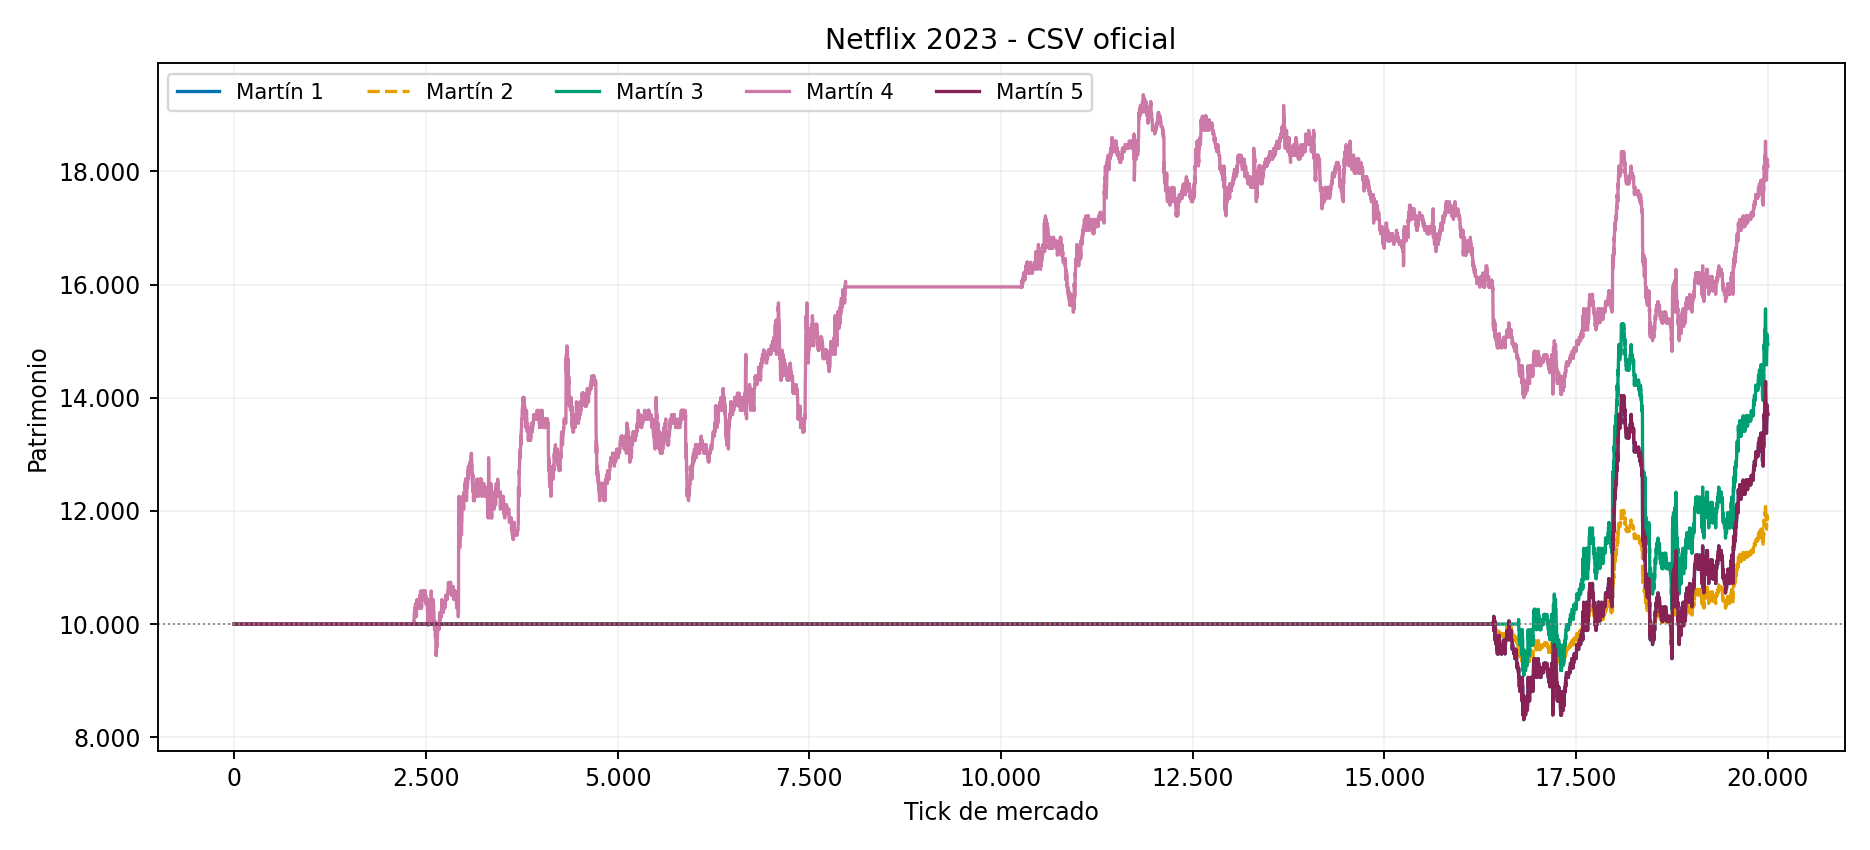 Netflix 2023 - CSV oficial
Martín 1 Martín 2 Martín 3 Martín 4 Martín 5
18.000
16.000
14.000
12.000
10.000
8.000
Patrimonio
0 2.500 5.000 7.500 10.000 12.500 15.000 17.500 20.000
Tick de mercado